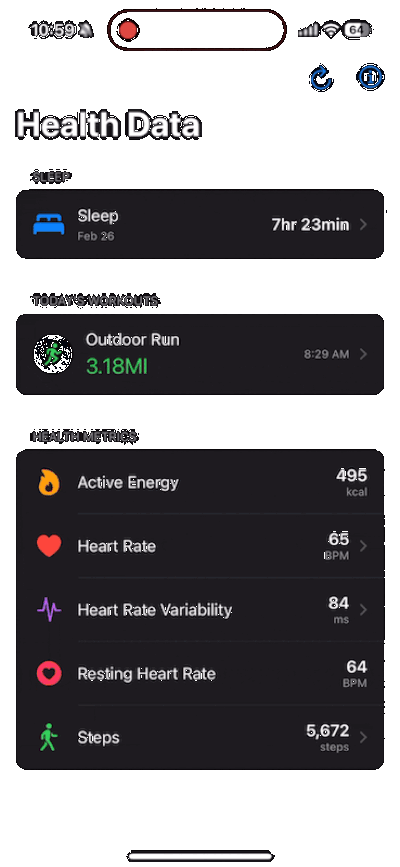 10:59
64
Health Data
SLEEP
Sleep
7hr 23min
Feb 26
TODAY'S WORKOUTS
Outdoor Run
3.18MI
8:29 AM
HEALTH METRICS
Active Energy
495
kcal
Heart Rate
65
BPM
Heart Rate Variability
84
ms
Resting Heart Rate
64
BPM
Steps
5,672
steps